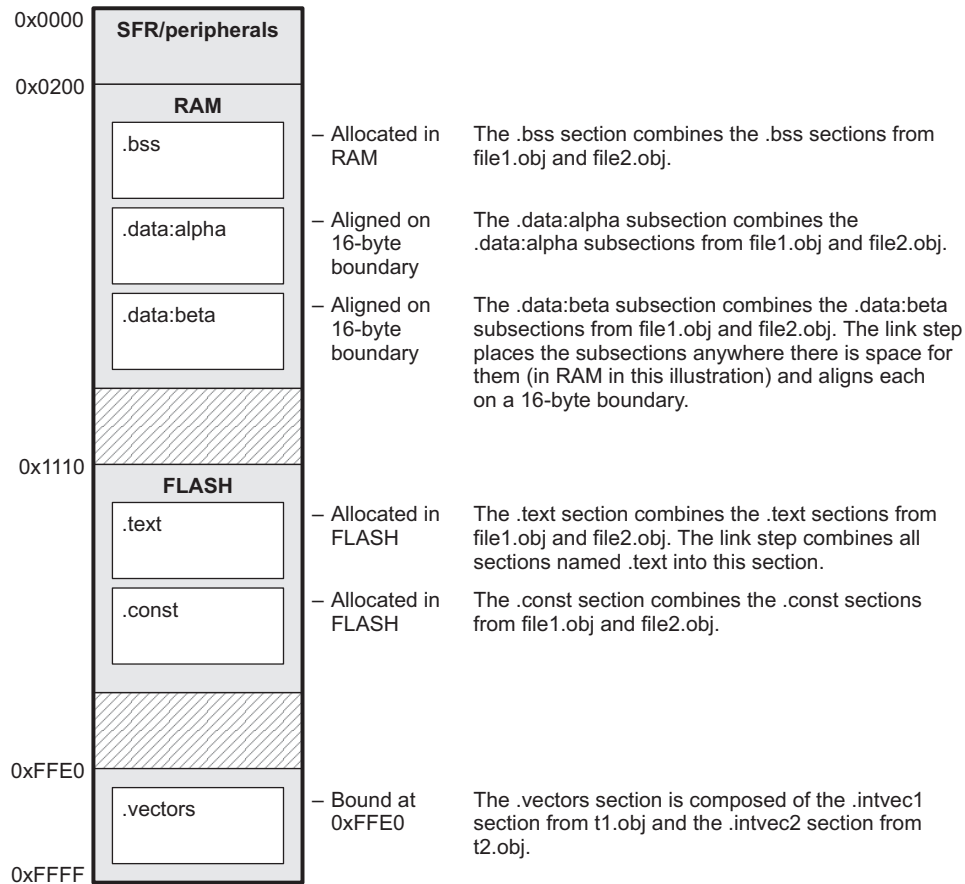 0x0000
SFR/peripherals
0x0200
RAM
.bss
– Allocated in
RAM
The .bss section combines the .bss sections from
file1.obj and file2.obj.
.data:alpha
– Aligned on
16-byte
boundary
The .data:alpha subsection combines the
.data:alpha subsections from file1.obj and file2.obj.
.data:beta
– Aligned on
16-byte
boundary
The .data:beta subsection combines the .data:beta
subsections from file1.obj and file2.obj. The link step
places the subsections anywhere there is space for
them (in RAM in this illustration) and aligns each
on a 16-byte boundary.
0x1110
FLASH
.text
– Allocated in
FLASH
The .text section combines the .text sections from
file1.obj and file2.obj. The link step combines all
sections named .text into this section.
.const
– Allocated in
FLASH
The .const section combines the .const sections
from file1.obj and file2.obj.
0xFFE0
.vectors
– Bound at
0xFFE0
The .vectors section is composed of the .intvec1
section from t1.obj and the .intvec2 section from
t2.obj.
0xFFFF